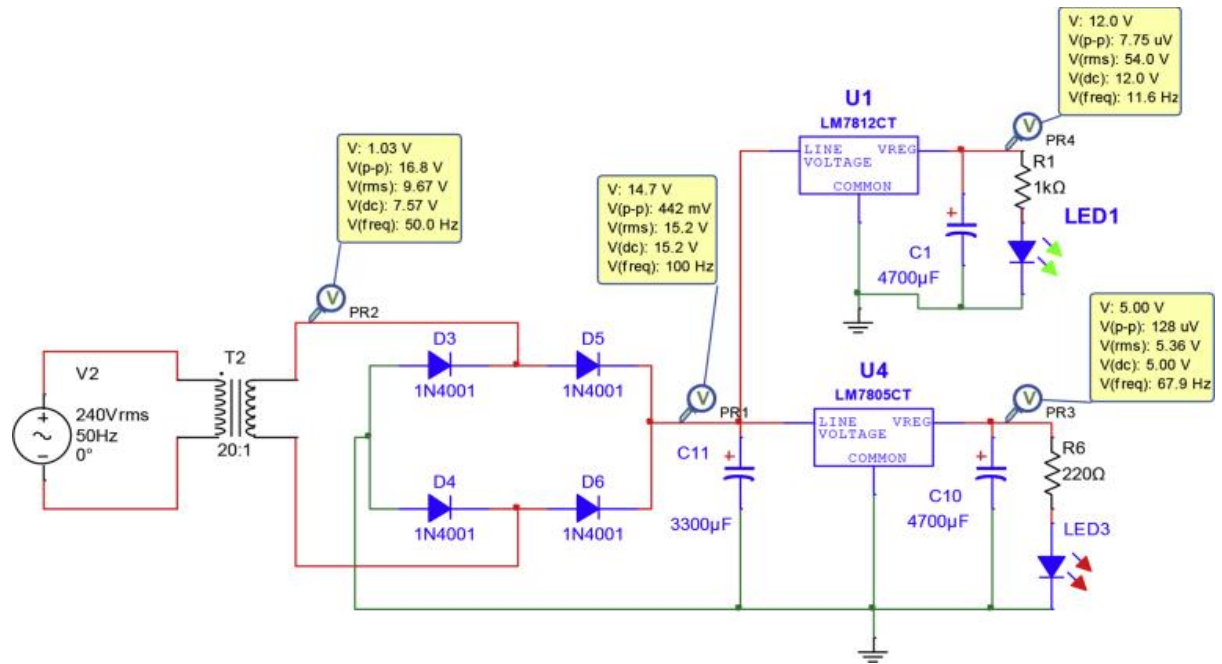 V: 12.0 V
V(p-p): 7.75 uV
V(rms): 54.0 V
V(dc): 12.0 V
V(freq): 11.6 Hz
PR4
U1
LM7812CT
LINE VREG
VOLTAGE
COMMON
R1
1kΩ
LED1
+
C1
4700µF
V: 1.03 V
V(p-p): 16.8 V
V(rms): 9.67 V
V(dc): 7.57 V
V(freq): 50.0 Hz
V
PR2
V: 14.7 V
V(p-p): 442 mV
V(rms): 15.2 V
V(dc): 15.2 V
V(freq): 100 Hz
V
PR1
V: 5.00 V
V(p-p): 128 uV
V(rms): 5.36 V
V(dc): 5.00 V
V(freq): 67.9 Hz
V
PR3
V
V2
+
240Vrms
50Hz
0°
T2
20:1
D3
1N4001
D5
1N4001
D4
1N4001
D6
1N4001
U4
LM7805CT
LINE VREG
VOLTAGE
COMMON
C11
+
3300µF
+
C10
4700µF
R6
220Ω
LED3